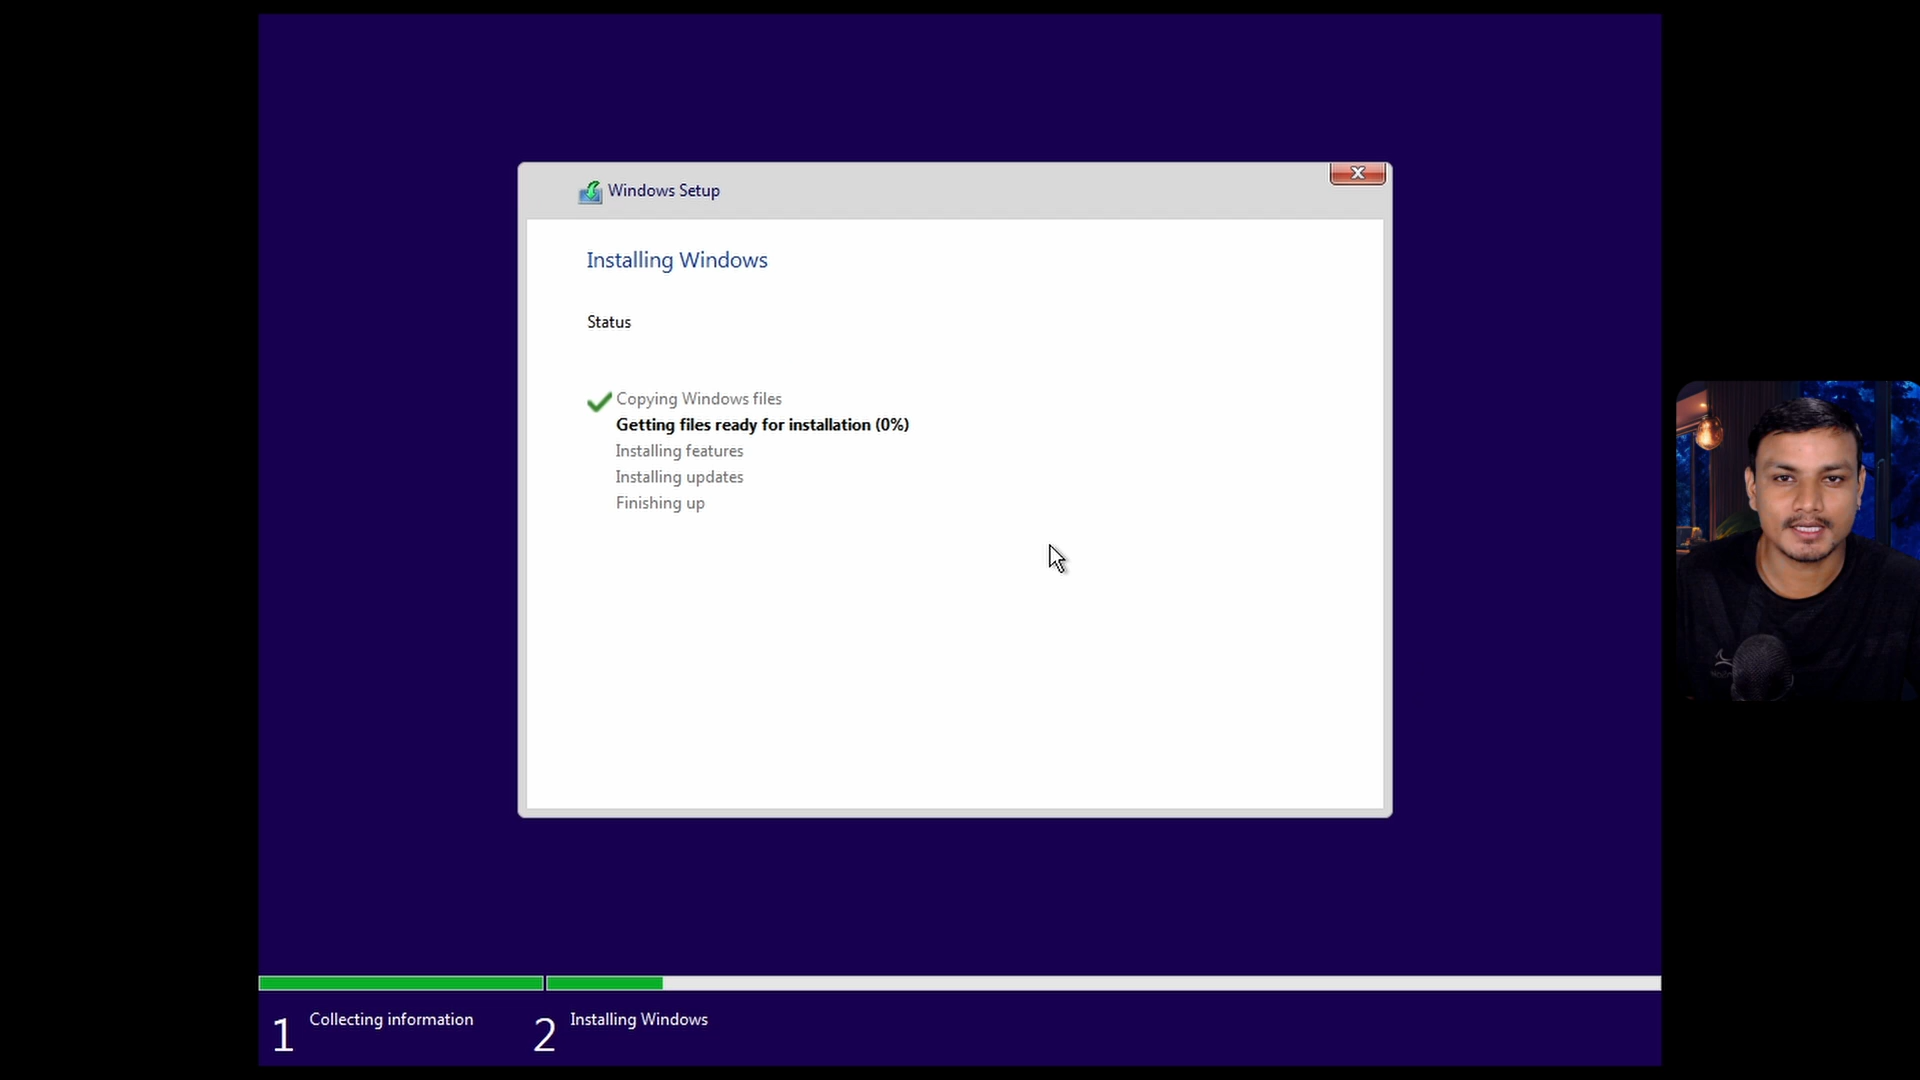 Windows Setup
Installing Windows
Status
Copying Windows files
Getting files ready for installation (0%)
Installing features
Installing updates
Finishing up
1 Collecting information
2 Installing Windows